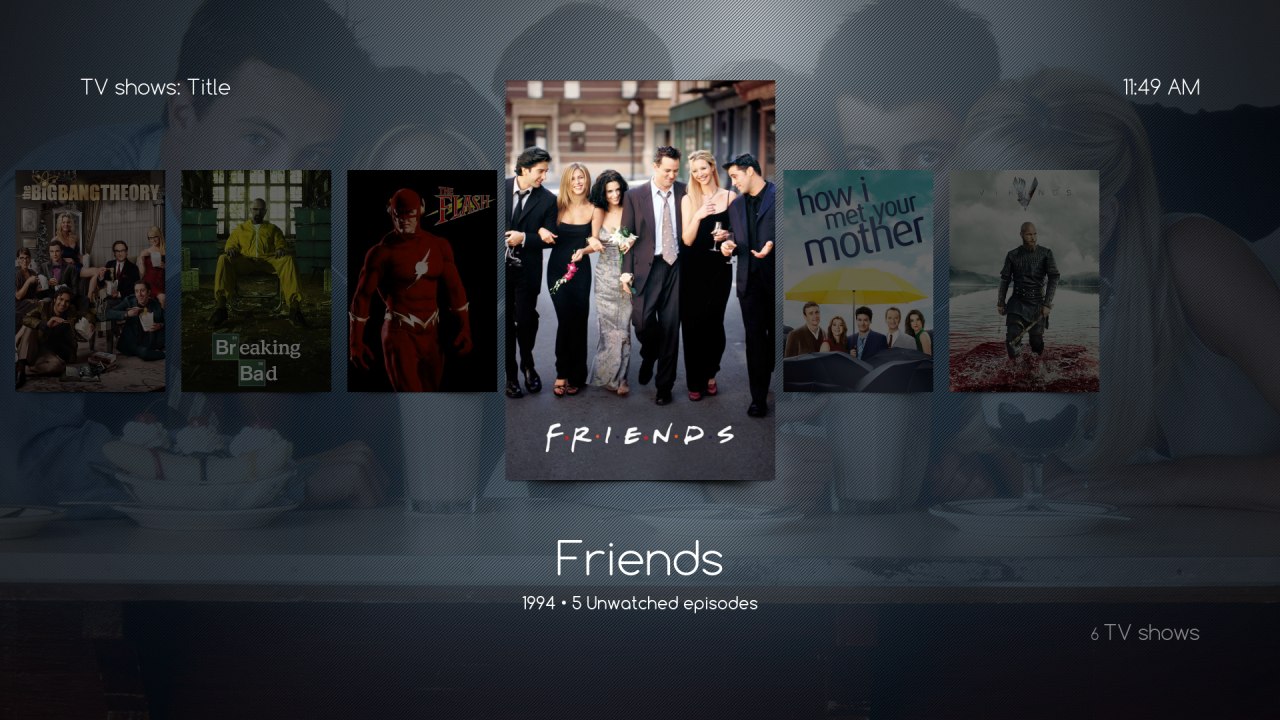 TV shows: Title
11:49 AM
THE BIG BANG THEORY
Breaking
Bad
THE
FLASH
F·R·I·E·N·D·S
how i
met your
mother
VIKINGS
Friends
1994 • 5 Unwatched episodes
6 TV shows